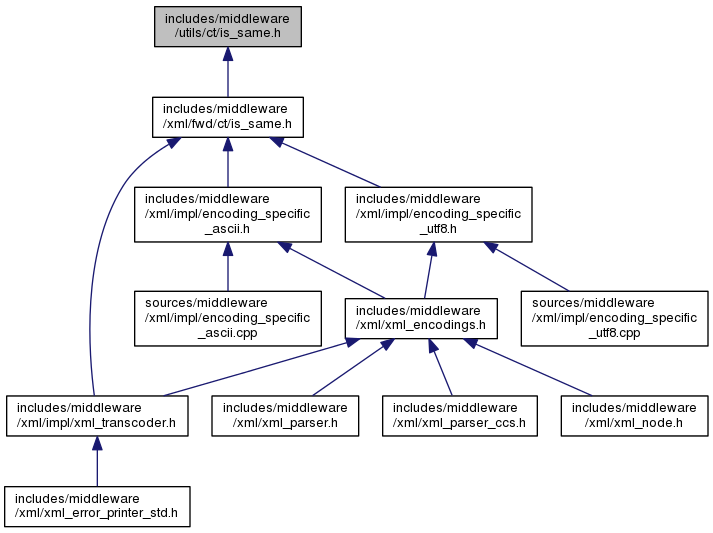 includes/middleware
/utils/ct/is_same.h
includes/middleware
/xml/fwd/ct/is_same.h
includes/middleware
/xml/impl/encoding_specific
_ascii.h
includes/middleware
/xml/impl/encoding_specific
_utf8.h
sources/middleware
/xml/impl/encoding_specific
_ascii.cpp
includes/middleware
/xml/xml_encodings.h
sources/middleware
/xml/impl/encoding_specific
_utf8.cpp
includes/middleware
/xml/impl/xml_transcoder.h
includes/middleware
/xml/xml_parser.h
includes/middleware
/xml/xml_parser_ccs.h
includes/middleware
/xml/xml_node.h
includes/middleware
/xml/xml_error_printer_std.h